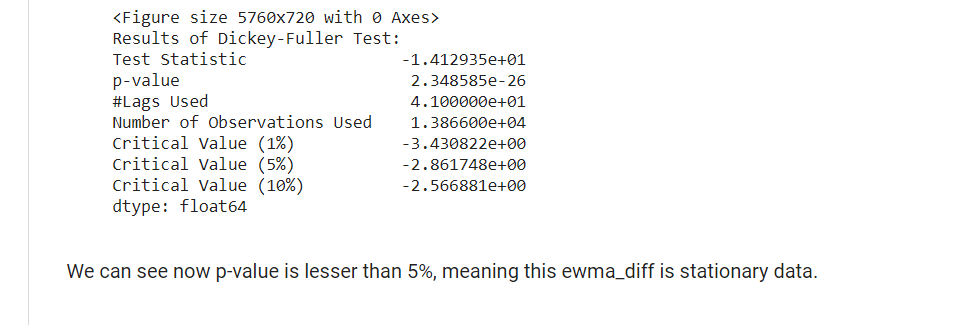 <Figure size 5760x720 with 0 Axes>
Results of Dickey-Fuller Test:
Test Statistic -1.412935e+01
p-value 2.348585e-26
#Lags Used 4.100000e+01
Number of Observations Used 1.386600e+04
Critical Value (1%) -3.430822e+00
Critical Value (5%) -2.861748e+00
Critical Value (10%) -2.566881e+00
dtype: float64
We can see now p-value is lesser than 5%, meaning this ewma_diff is stationary data.